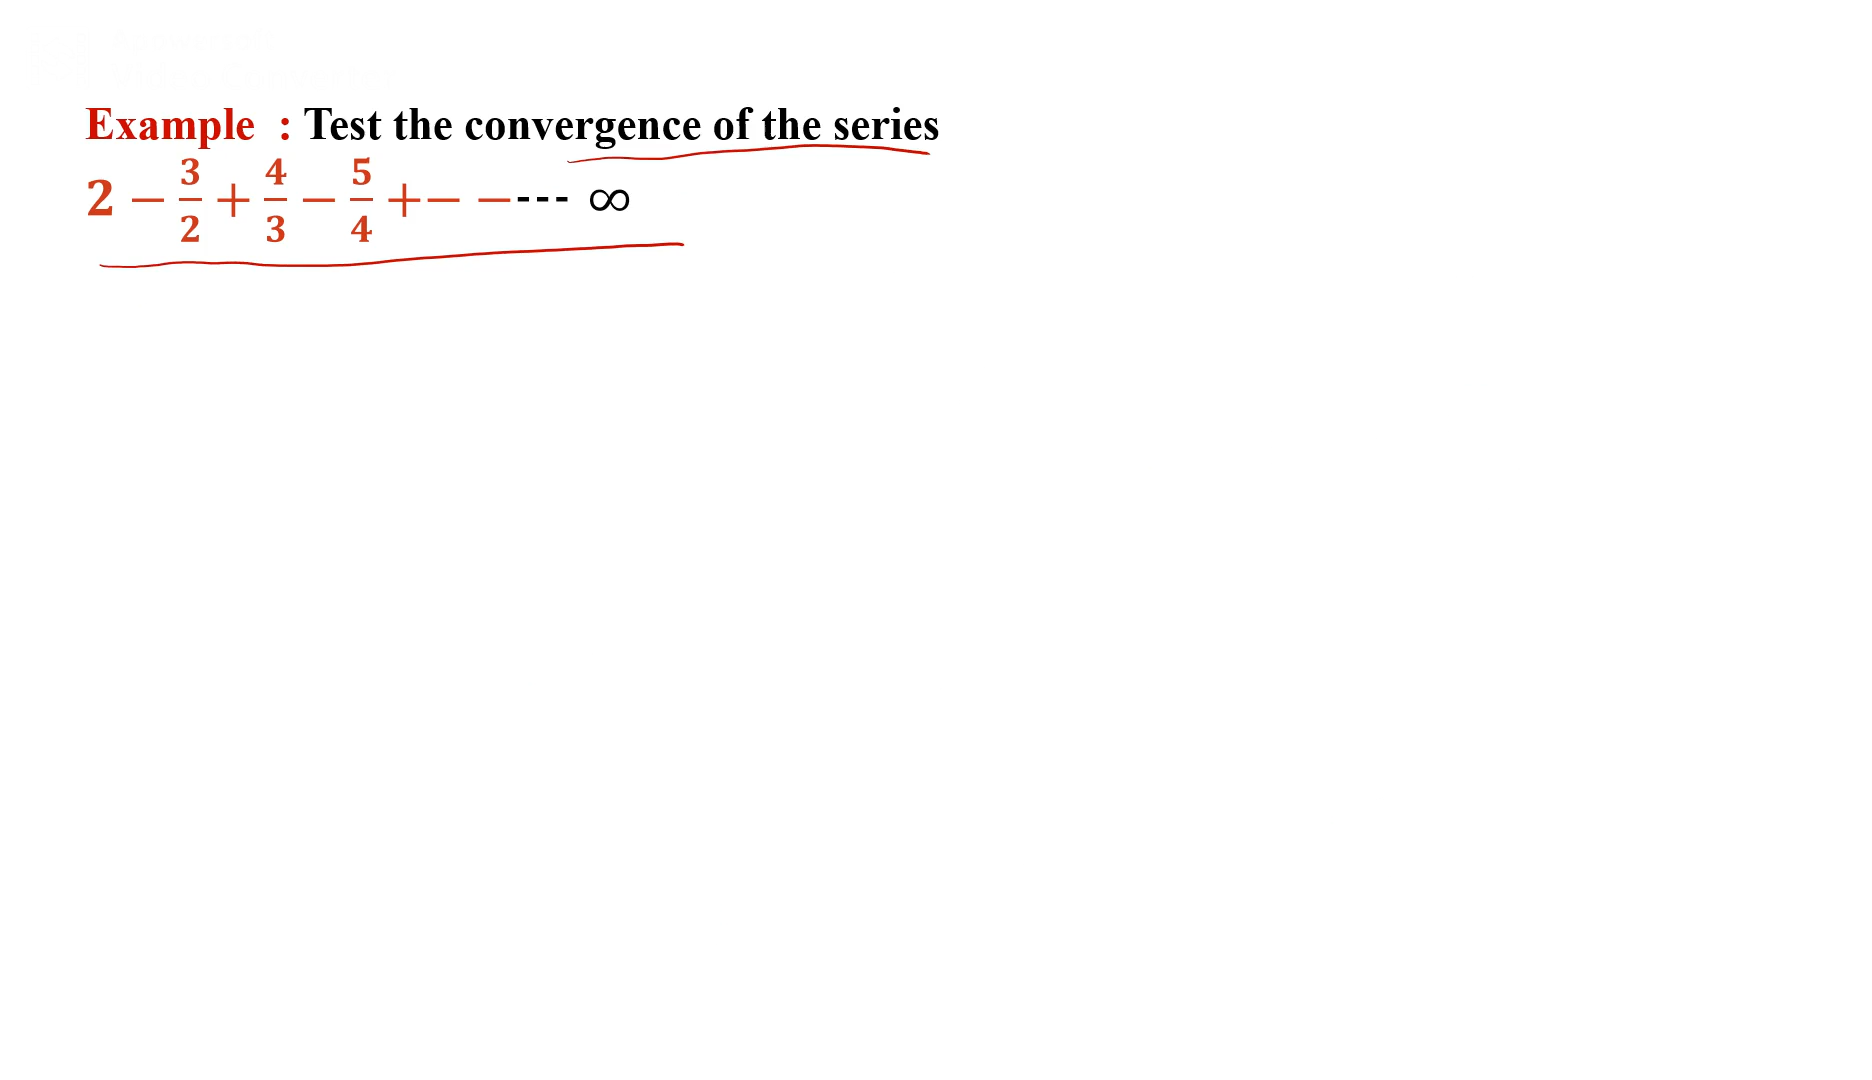 Example : Test the convergence of the series
2 − 3/2 + 4/3 − 5/4 +− −--- ∞